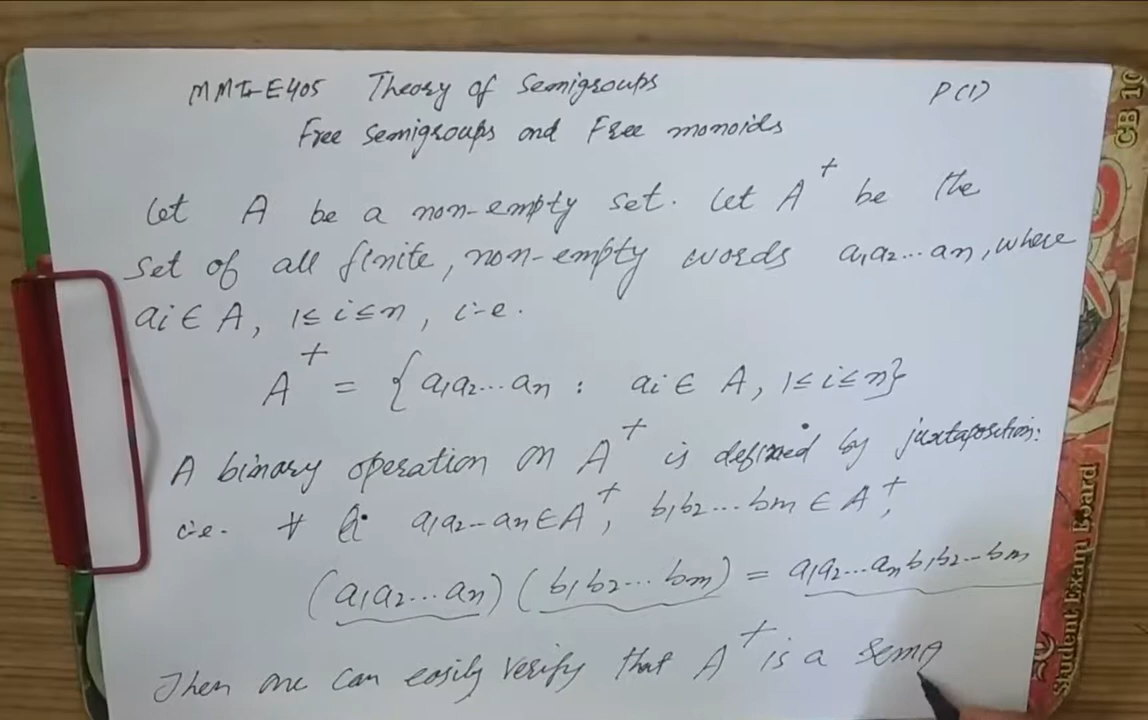 MMT-E405 Theory of Semigroups P(1)
Free Semigroups and Free monoids
Let A be a non-empty set. Let A⁺ be the
set of all finite, non-empty words a₁a₂...aₙ, where
aᵢ ∈ A, 1 ≤ i ≤ n, i-e.
A⁺ = {a₁a₂...aₙ : aᵢ ∈ A, 1 ≤ i ≤ n}
A binary operation on A⁺ is defined by juxtaposition:
i-e. ∀ a₁a₂--aₙ ∈ A⁺, b₁b₂...bₘ ∈ A⁺,
(a₁a₂...aₙ) (b₁b₂...bₘ) = a₁a₂...aₙb₁b₂--bₘ
Then one can easily verify that A⁺ is a sem
Student Exam Board
CB 10